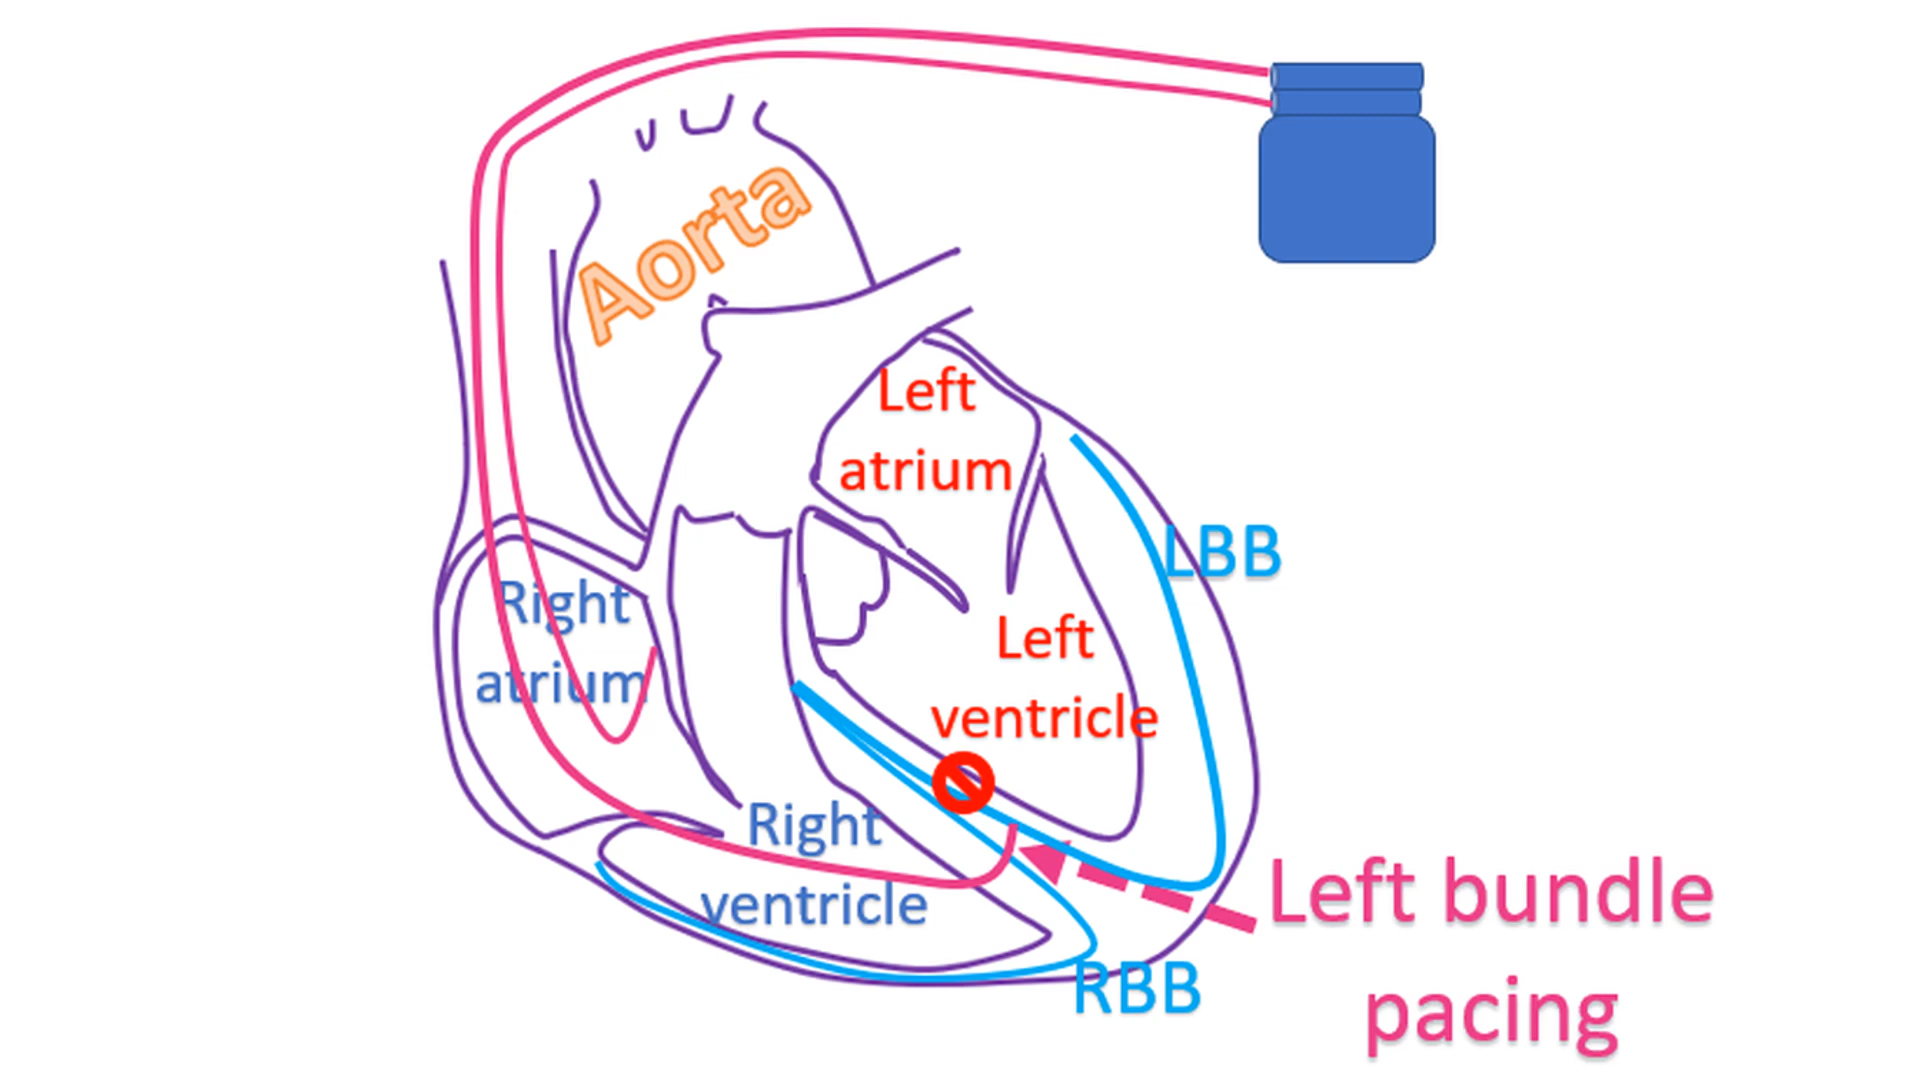 Aorta
Left
atrium
LBB
Right
atrium
Left
ventricle
Right
ventricle
RBB
Left bundle
pacing